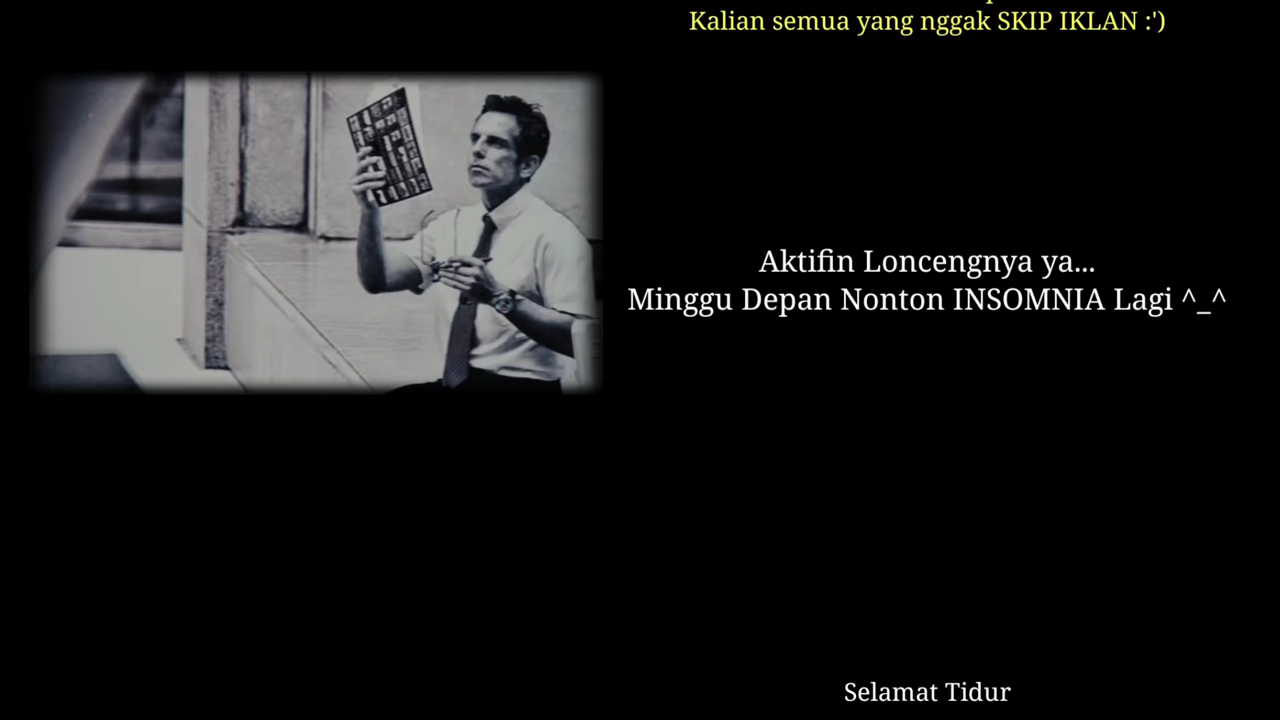 Kalian semua yang nggak SKIP IKLAN :')
Aktifin Loncengnya ya...
Minggu Depan Nonton INSOMNIA Lagi ^_^
Selamat Tidur